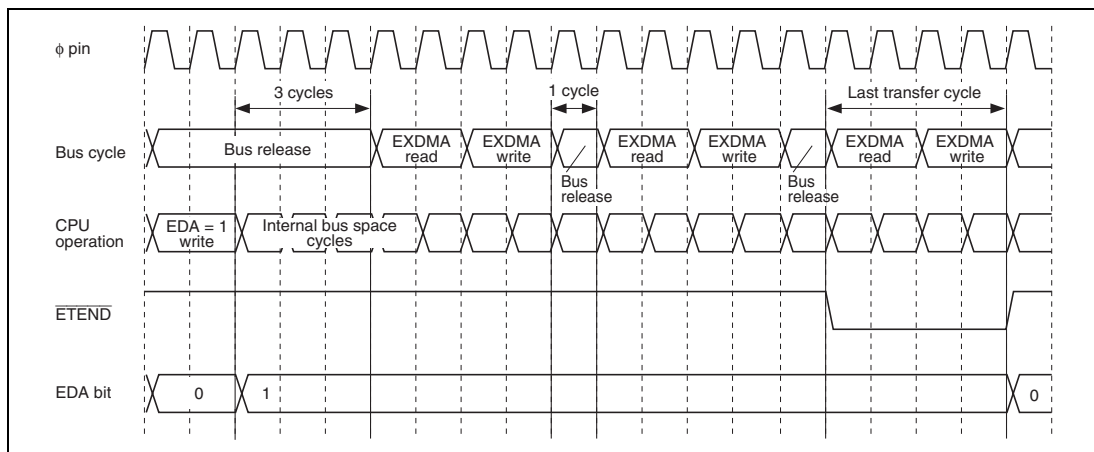 φ pin
3 cycles
1 cycle
Last transfer cycle
Bus cycle
Bus release
EXDMA
read
EXDMA
write
Bus
release
EXDMA
read
EXDMA
write
Bus
release
EXDMA
read
EXDMA
write
CPU
operation
EDA = 1
write
Internal bus space
cycles
ETEND
EDA bit
0
1
0